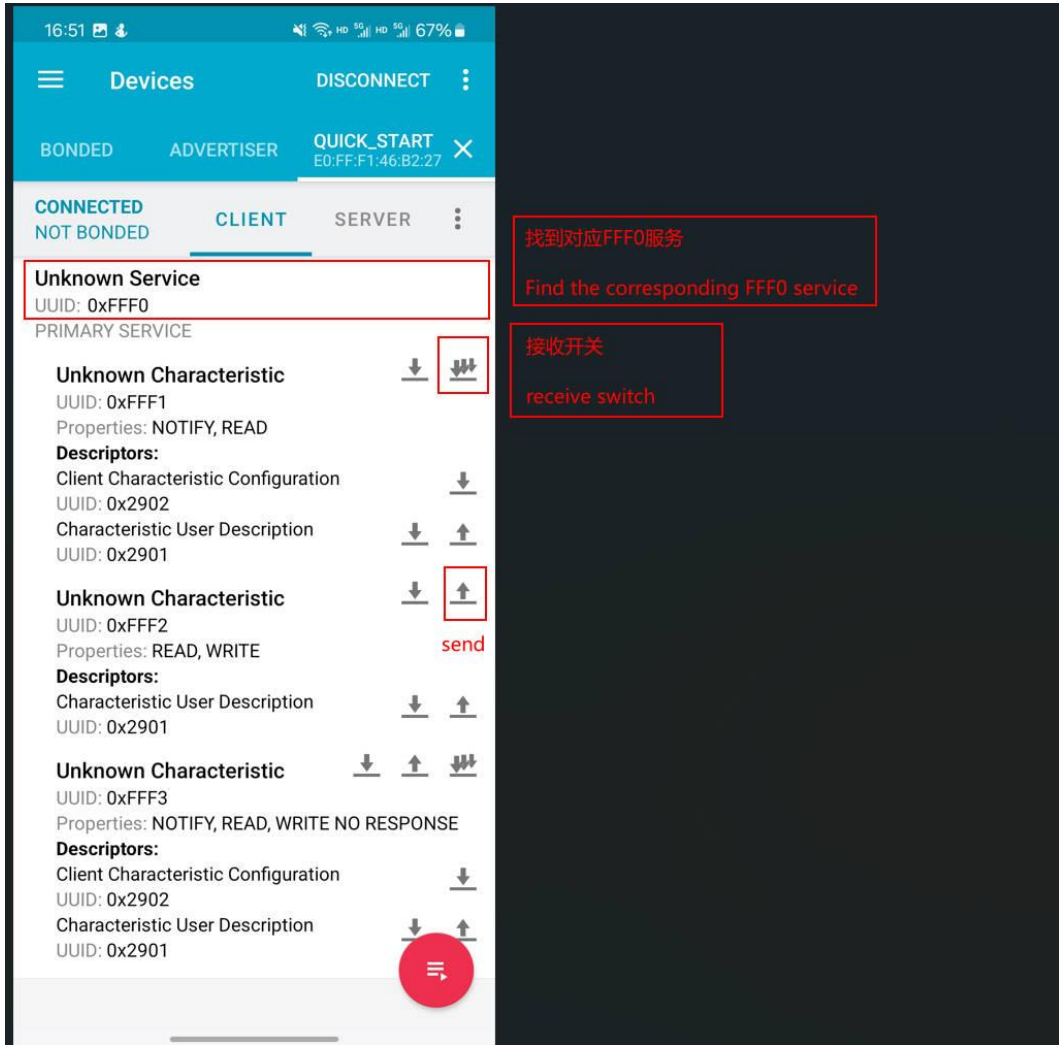 16:51 HD 5G HD 5G 67%
Devices DISCONNECT
BONDED ADVERTISER QUICK_START
E0:FF:F1:46:B2:27
CONNECTED
NOT BONDED
CLIENT SERVER
Unknown Service
UUID: 0xFFF0
PRIMARY SERVICE
找到对应FFF0服务
Find the corresponding FFF0 service
接收开关
receive switch
Unknown Characteristic
UUID: 0xFFF1
Properties: NOTIFY, READ
Descriptors:
Client Characteristic Configuration
UUID: 0x2902
Characteristic User Description
UUID: 0x2901
Unknown Characteristic
UUID: 0xFFF2
Properties: READ, WRITE
send
Descriptors:
Characteristic User Description
UUID: 0x2901
Unknown Characteristic
UUID: 0xFFF3
Properties: NOTIFY, READ, WRITE NO RESPONSE
Descriptors:
Client Characteristic Configuration
UUID: 0x2902
Characteristic User Description
UUID: 0x2901